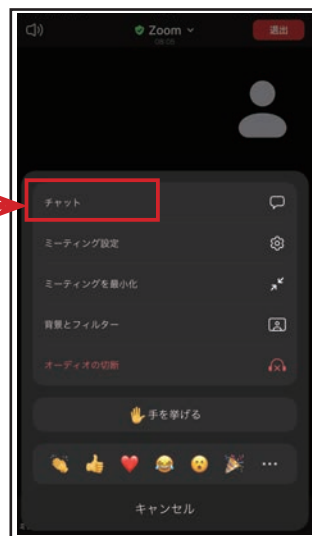 Zoom
退出
チャット
ミーティング設定
ミーティングを最小化
背景とフィルター
オーディオの切断
手を挙げる
キャンセル